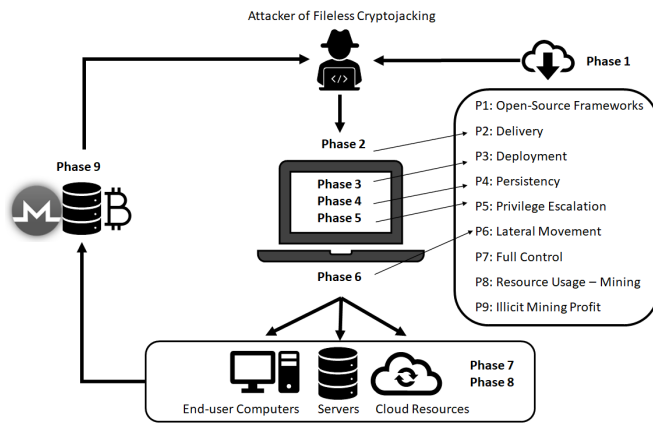 Attacker of Fileless Cryptojacking
Phase 1
P1: Open-Source Frameworks
P2: Delivery
P3: Deployment
P4: Persistency
P5: Privilege Escalation
P6: Lateral Movement
P7: Full Control
P8: Resource Usage – Mining
P9: Illicit Mining Profit
Phase 2
Phase 3
Phase 4
Phase 5
Phase 6
Phase 9
Phase 7
Phase 8
End-user Computers
Servers
Cloud Resources